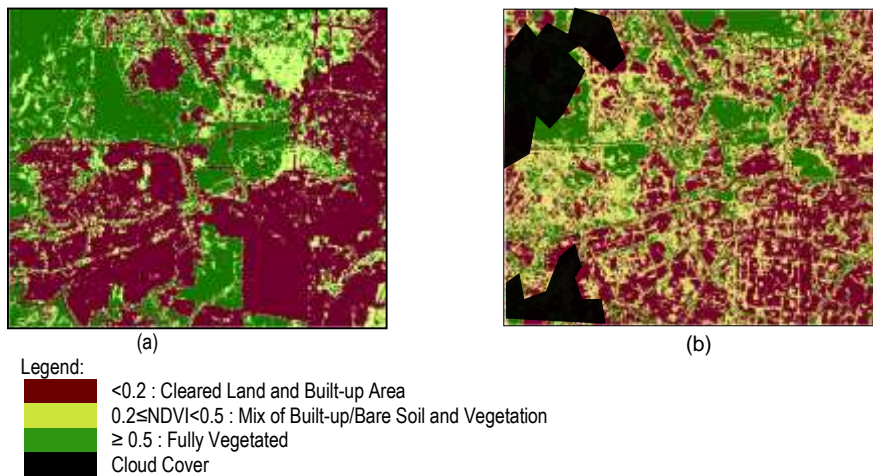 (a)
(b)
Legend:
<0.2 : Cleared Land and Built-up Area
0.2≤NDVI<0.5 : Mix of Built-up/Bare Soil and Vegetation
≥ 0.5 : Fully Vegetated
Cloud Cover